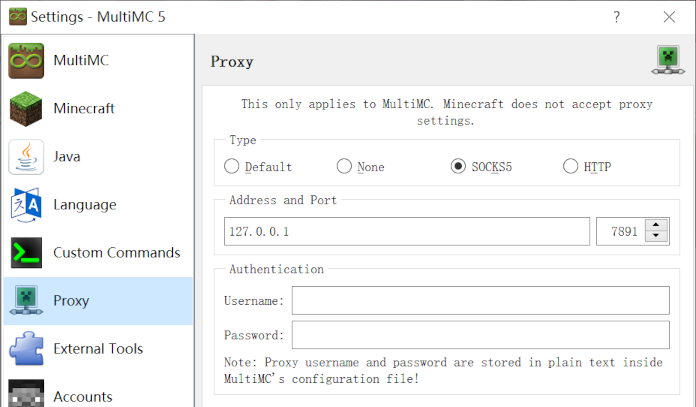 Settings - MultiMC 5
MultiMC
Minecraft
Java
Language
Custom Commands
Proxy
External Tools
Accounts
Proxy
This only applies to MultiMC. Minecraft does not accept proxy
settings.
Type
Default
None
SOCKS5
HTTP
Address and Port
127.0.0.1
7891
Authentication
Username:
Password:
Note: Proxy username and password are stored in plain text inside
MultiMC's configuration file!